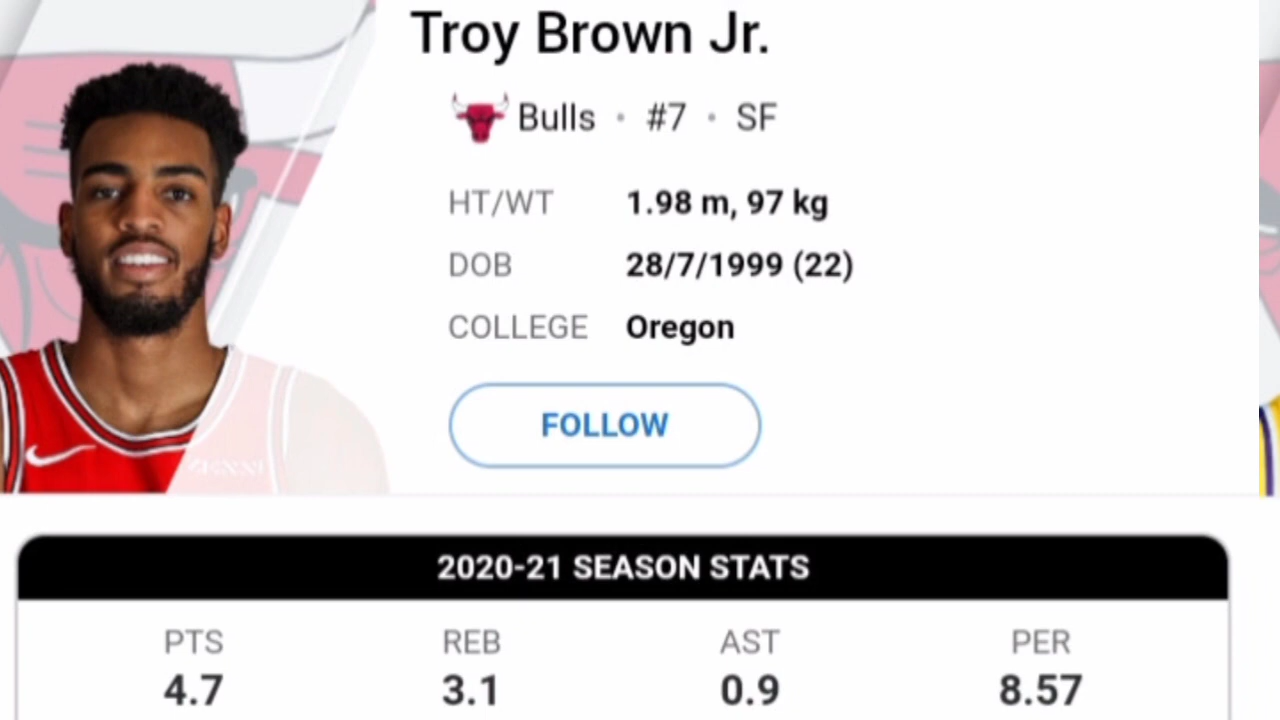 Troy Brown Jr.
Bulls • #7 • SF
HT/WT 1.98 m, 97 kg
DOB 28/7/1999 (22)
COLLEGE Oregon
FOLLOW
ZENNI
2020-21 SEASON STATS
PTS REB AST PER
4.7 3.1 0.9 8.57